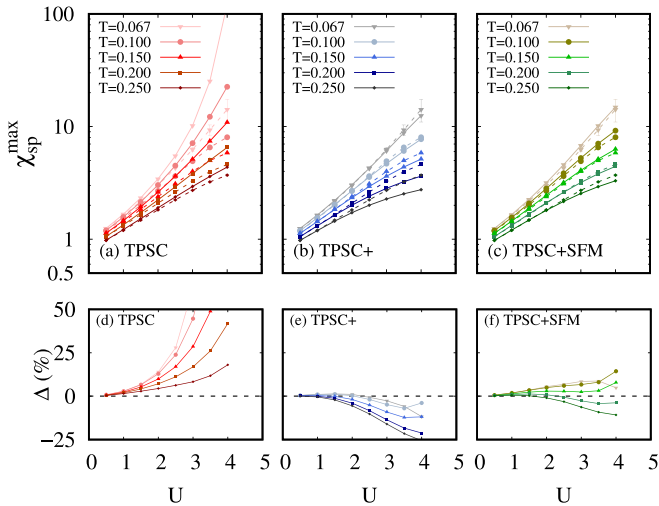 100
10
1
0.5
χsp^max
T=0.067
T=0.100
T=0.150
T=0.200
T=0.250
(a) TPSC
T=0.067
T=0.100
T=0.150
T=0.200
T=0.250
(b) TPSC+
T=0.067
T=0.100
T=0.150
T=0.200
T=0.250
(c) TPSC+SFM
50
25
0
−25
Δ (%)
(d) TPSC
(e) TPSC+
(f) TPSC+SFM
0 1 2 3 4 5
0 1 2 3 4 5
0 1 2 3 4 5
U
U
U